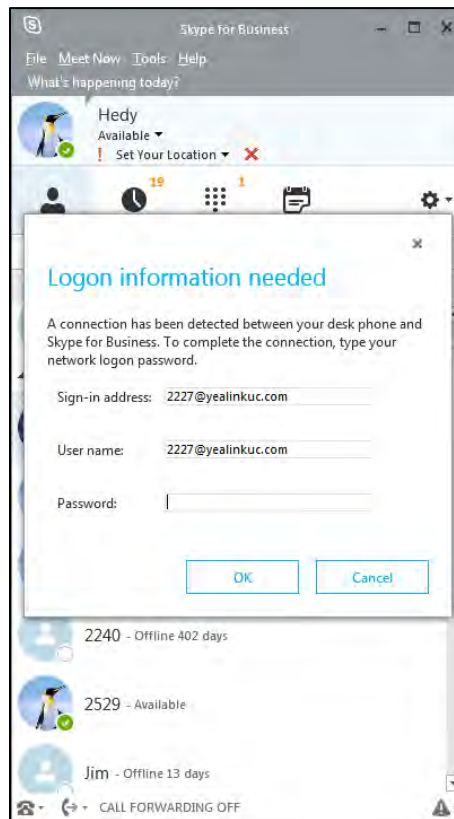 Skype for Business
File Meet Now Tools Help
What's happening today?
Hedy
Available
! Set Your Location
19 1
Logon information needed
A connection has been detected between your desk phone and
Skype for Business. To complete the connection, type your
network logon password.
Sign-in address: 2227@yealinkuc.com
User name: 2227@yealinkuc.com
Password:
OK Cancel
2240 - Offline 402 days
2529 - Available
Jim - Offline 13 days
CALL FORWARDING OFF